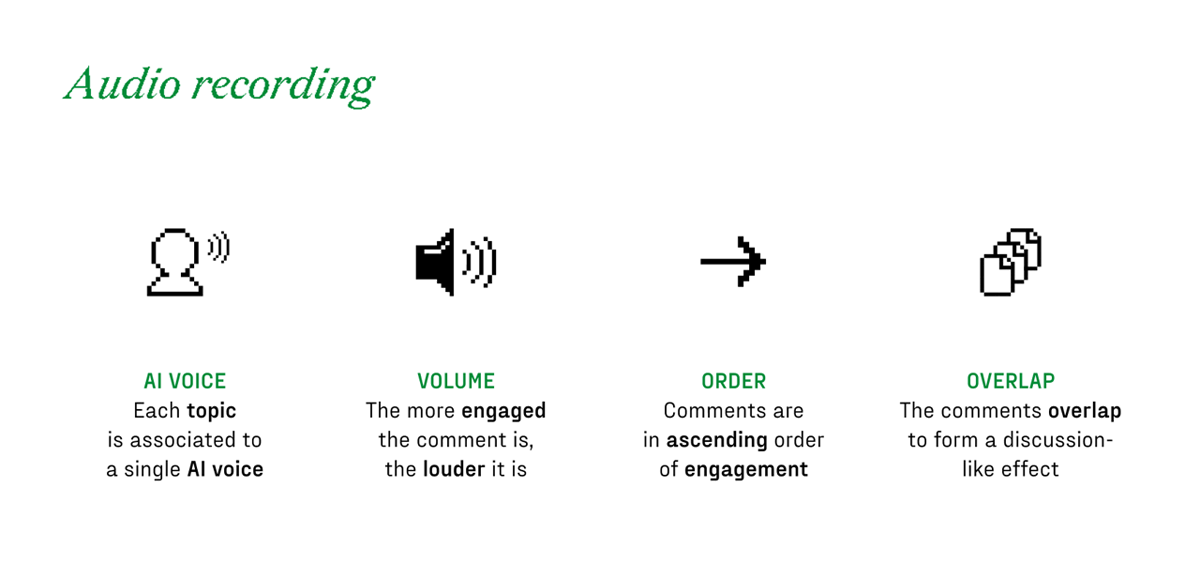 Audio recording
AI VOICE
Each topic
is associated to
a single AI voice
VOLUME
The more engaged
the comment is,
the louder it is
ORDER
Comments are
in ascending order
of engagement
OVERLAP
The comments overlap
to form a discussion-
like effect